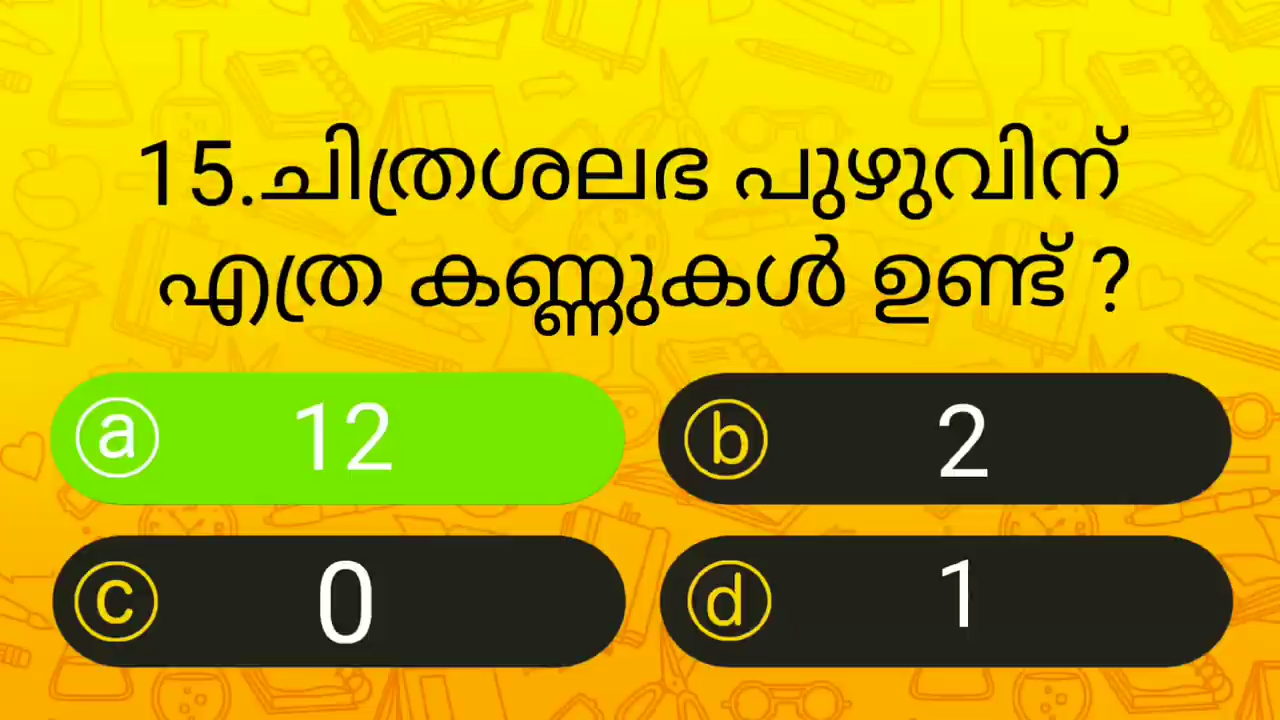 15.ചിത്രശലഭ പുഴുവിന്
എത്ര കണ്ണുകൾ ഉണ്ട് ?
ⓐ 12
ⓑ 2
ⓒ 0
ⓓ 1